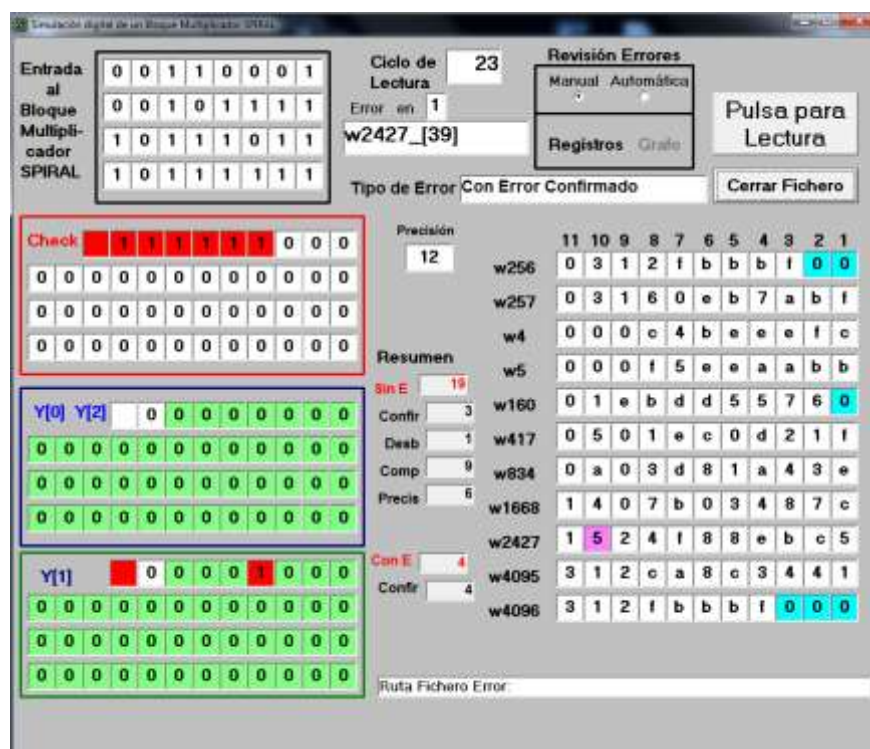 Simulación digital de un Bloque Multiplicador SPIRAL
Entrada al Bloque Multipli- cador SPIRAL
0 0 1 1 0 0 0 1
0 0 1 0 1 1 1 1
1 0 1 1 1 0 1 1
1 0 1 1 1 1 1 1
Ciclo de Lectura 23
Error en 1
w2427_[39]
Tipo de Error Con Error Confirmado
Revisión Errores
Manual Automática
Registros Grafo
Pulsa para Lectura
Cerrar Fichero
Check 1 1 1 1 1 1 0 0 0
0 0 0 0 0 0 0 0 0 0 0 0
0 0 0 0 0 0 0 0 0 0 0 0
0 0 0 0 0 0 0 0 0 0 0 0
Y[0] Y[2] 0 0 0 0 0 0 0 0
0 0 0 0 0 0 0 0 0 0 0 0
0 0 0 0 0 0 0 0 0 0 0 0
0 0 0 0 0 0 0 0 0 0 0 0
Y[1] 0 0 0 0 1 0 0 0
0 0 0 0 0 0 0 0 0 0 0 0
0 0 0 0 0 0 0 0 0 0 0 0
0 0 0 0 0 0 0 0 0 0 0 0
Precisión
12
Resumen
Sin E 19
Confir 3
Desb 1
Comp 9
Precis 6
Con E 4
Confir 4
11 10 9 8 7 6 5 4 3 2 1
w256 0 3 1 2 f b b b f 0 0
w257 0 3 1 6 0 e b 7 a b f
w4 0 0 0 c 4 b e e e f c
w5 0 0 0 f 5 e e a a b b
w160 0 1 e b d d 5 5 7 6 0
w417 0 5 0 1 e c 0 d 2 1 f
w834 0 a 0 3 d 8 1 a 4 3 e
w1668 1 4 0 7 b 0 3 4 8 7 c
w2427 1 5 2 4 f 8 8 e b c 5
w4095 3 1 2 c a 8 c 3 4 4 1
w4096 3 1 2 f b b b f 0 0 0
Ruta Fichero Error: